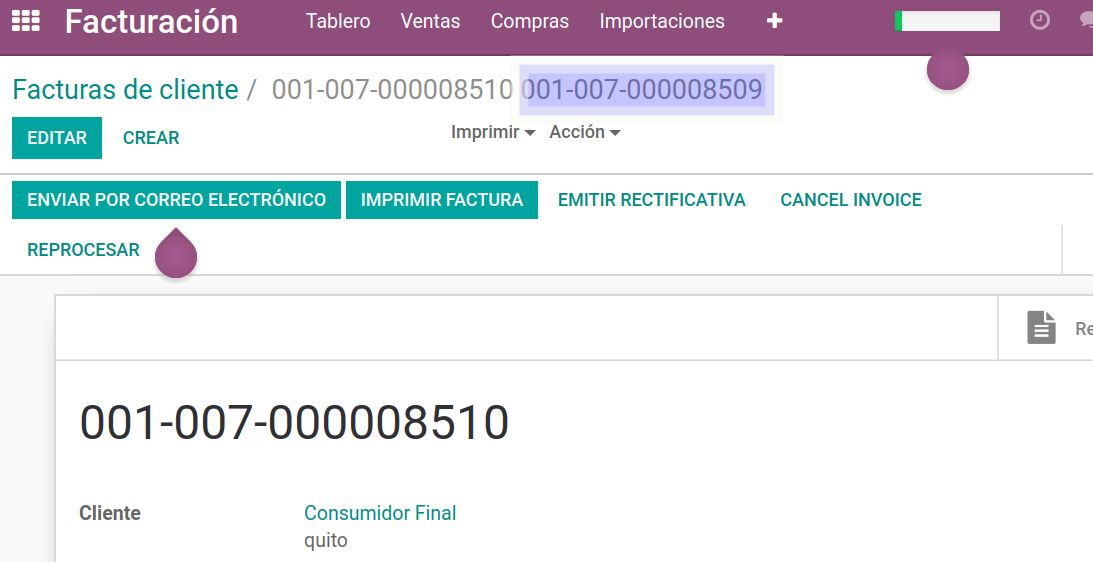 Facturación Tablero Ventas Compras Importaciones +
Facturas de cliente / 001-007-000008510 001-007-000008509
EDITAR CREAR Imprimir Acción
ENVIAR POR CORREO ELECTRÓNICO IMPRIMIR FACTURA EMITIR RECTIFICATIVA CANCEL INVOICE
REPROCESAR
Re
001-007-000008510
Cliente Consumidor Final
quito